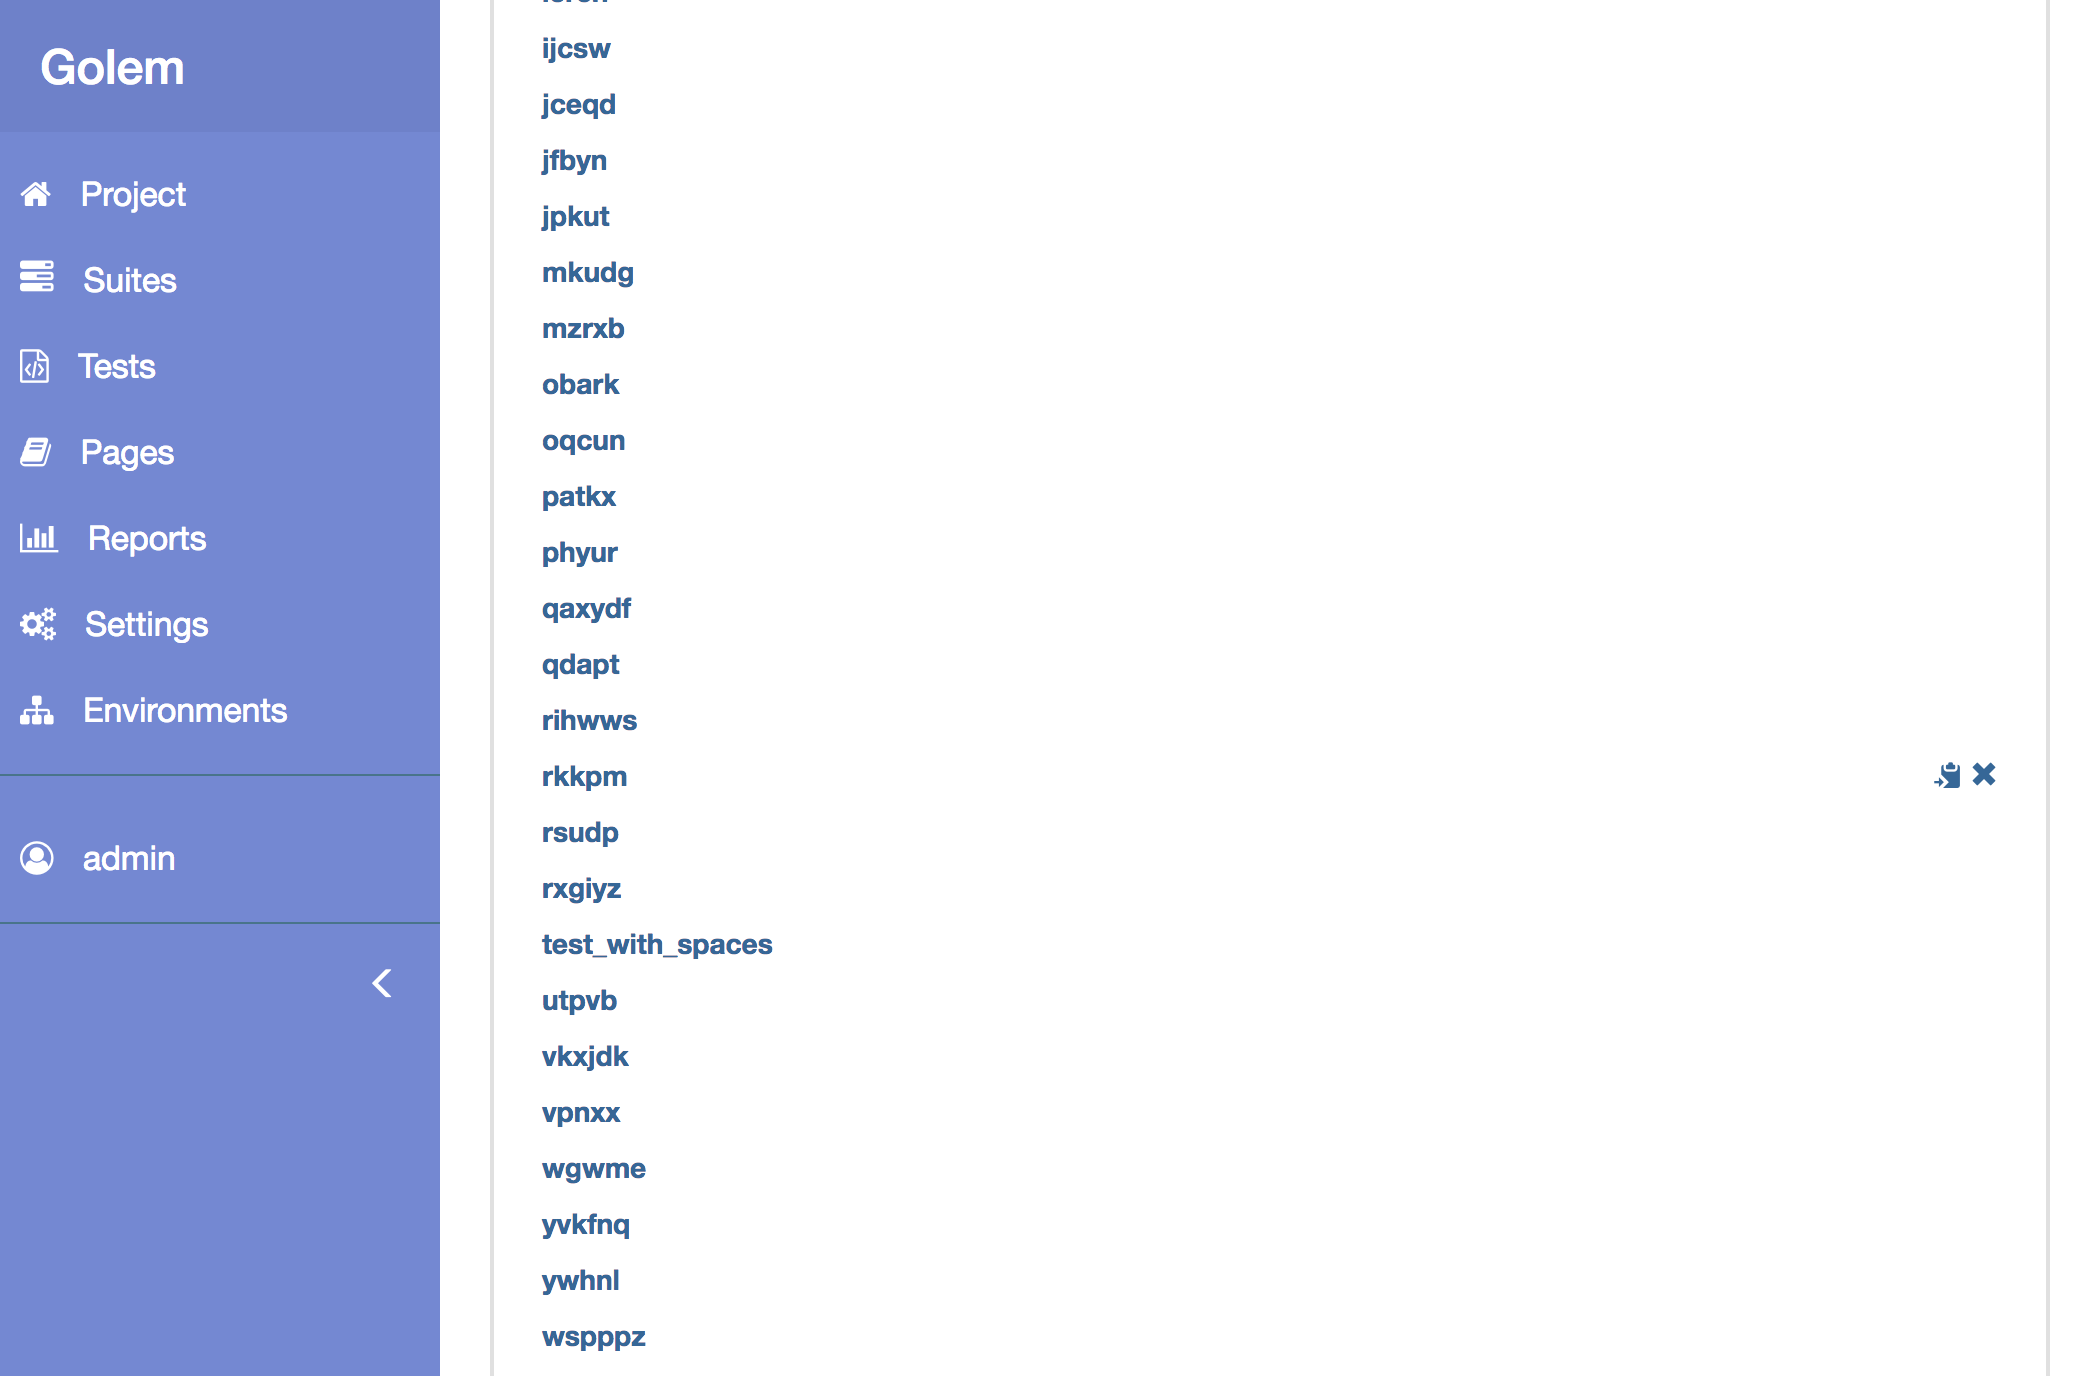 Golem
Project
Suites
Tests
Pages
Reports
Settings
Environments
admin
ijcsw
jceqd
jfbyn
jpkut
mkudg
mzrxb
obark
oqcun
patkx
phyur
qaxydf
qdapt
rihwws
rkkpm
rsudp
rxgiyz
test_with_spaces
utpvb
vkxjdk
vpnxx
wgwme
yvkfnq
ywhnl
wspppz